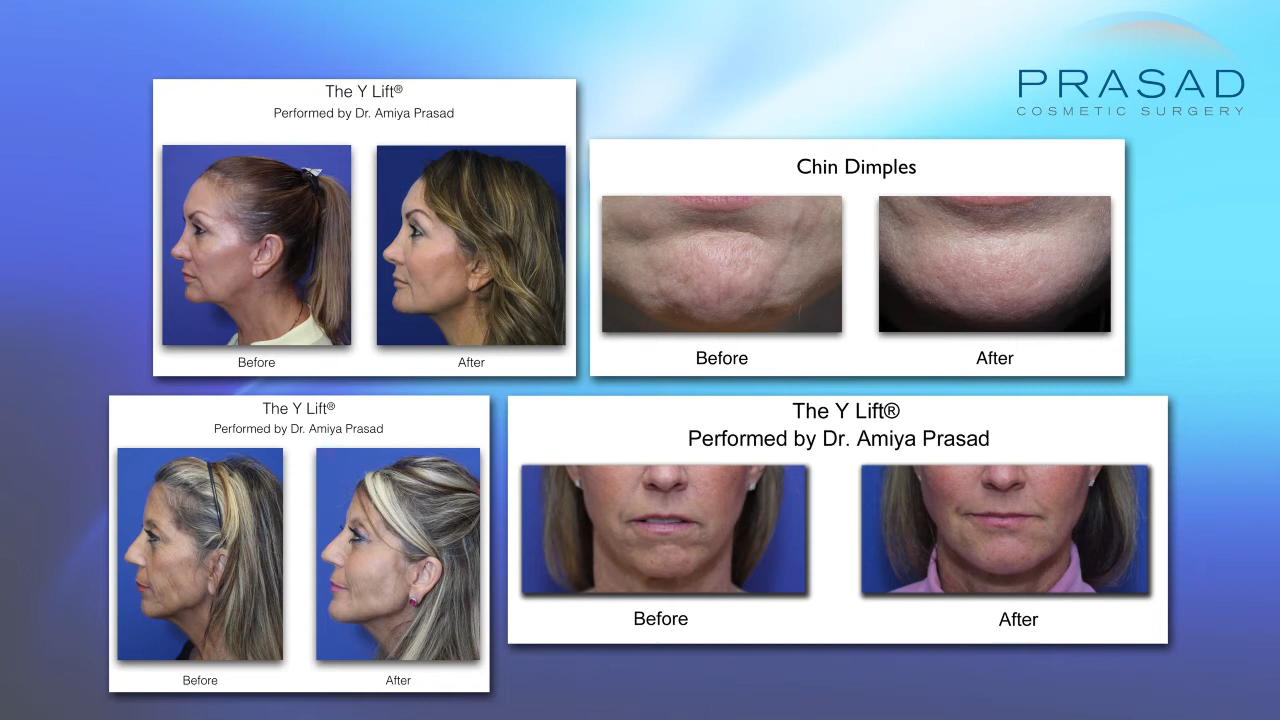 PRASAD
COSMETIC SURGERY
The Y Lift®
Performed by Dr. Amiya Prasad
Before
After
Chin Dimples
Before
After
The Y Lift®
Performed by Dr. Amiya Prasad
Before
After
The Y Lift®
Performed by Dr. Amiya Prasad
Before
After